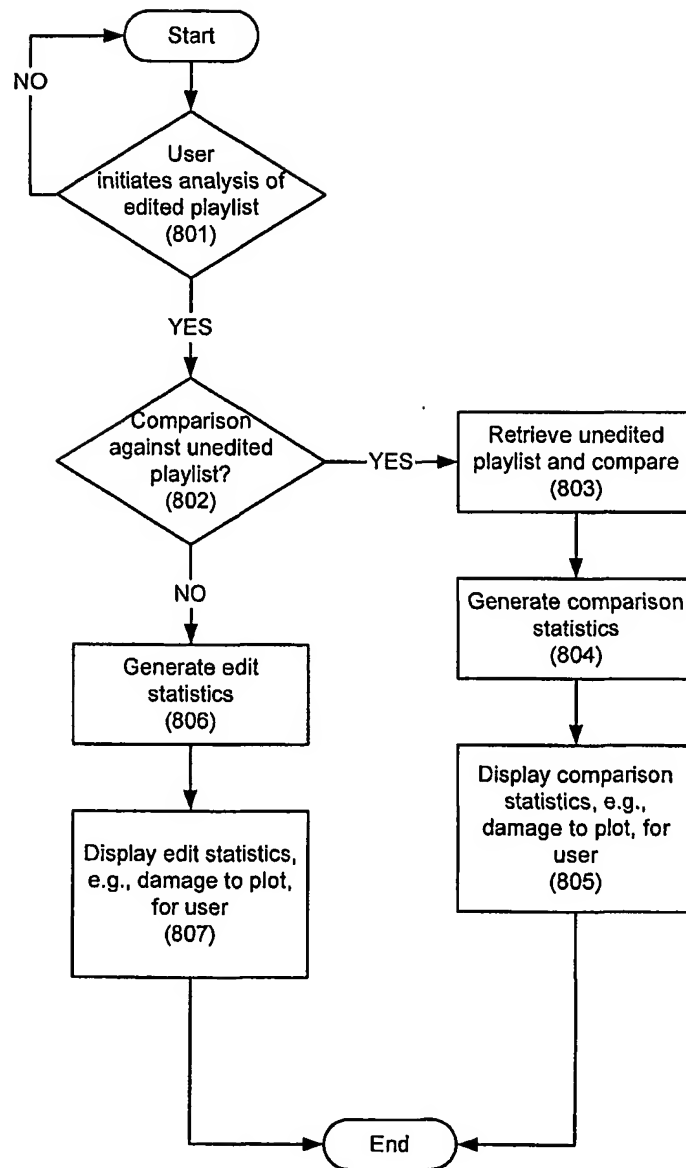 Start
NO
User
initiates analysis of
edited playlist
(801)
YES
Comparison
against unedited
playlist?
(802)
YES
Retrieve unedited
playlist and compare
(803)
NO
Generate comparison
statistics
(804)
Generate edit
statistics
(806)
Display comparison
statistics, e.g.,
damage to plot, for
user
(805)
Display edit statistics,
e.g., damage to plot,
for user
(807)
End